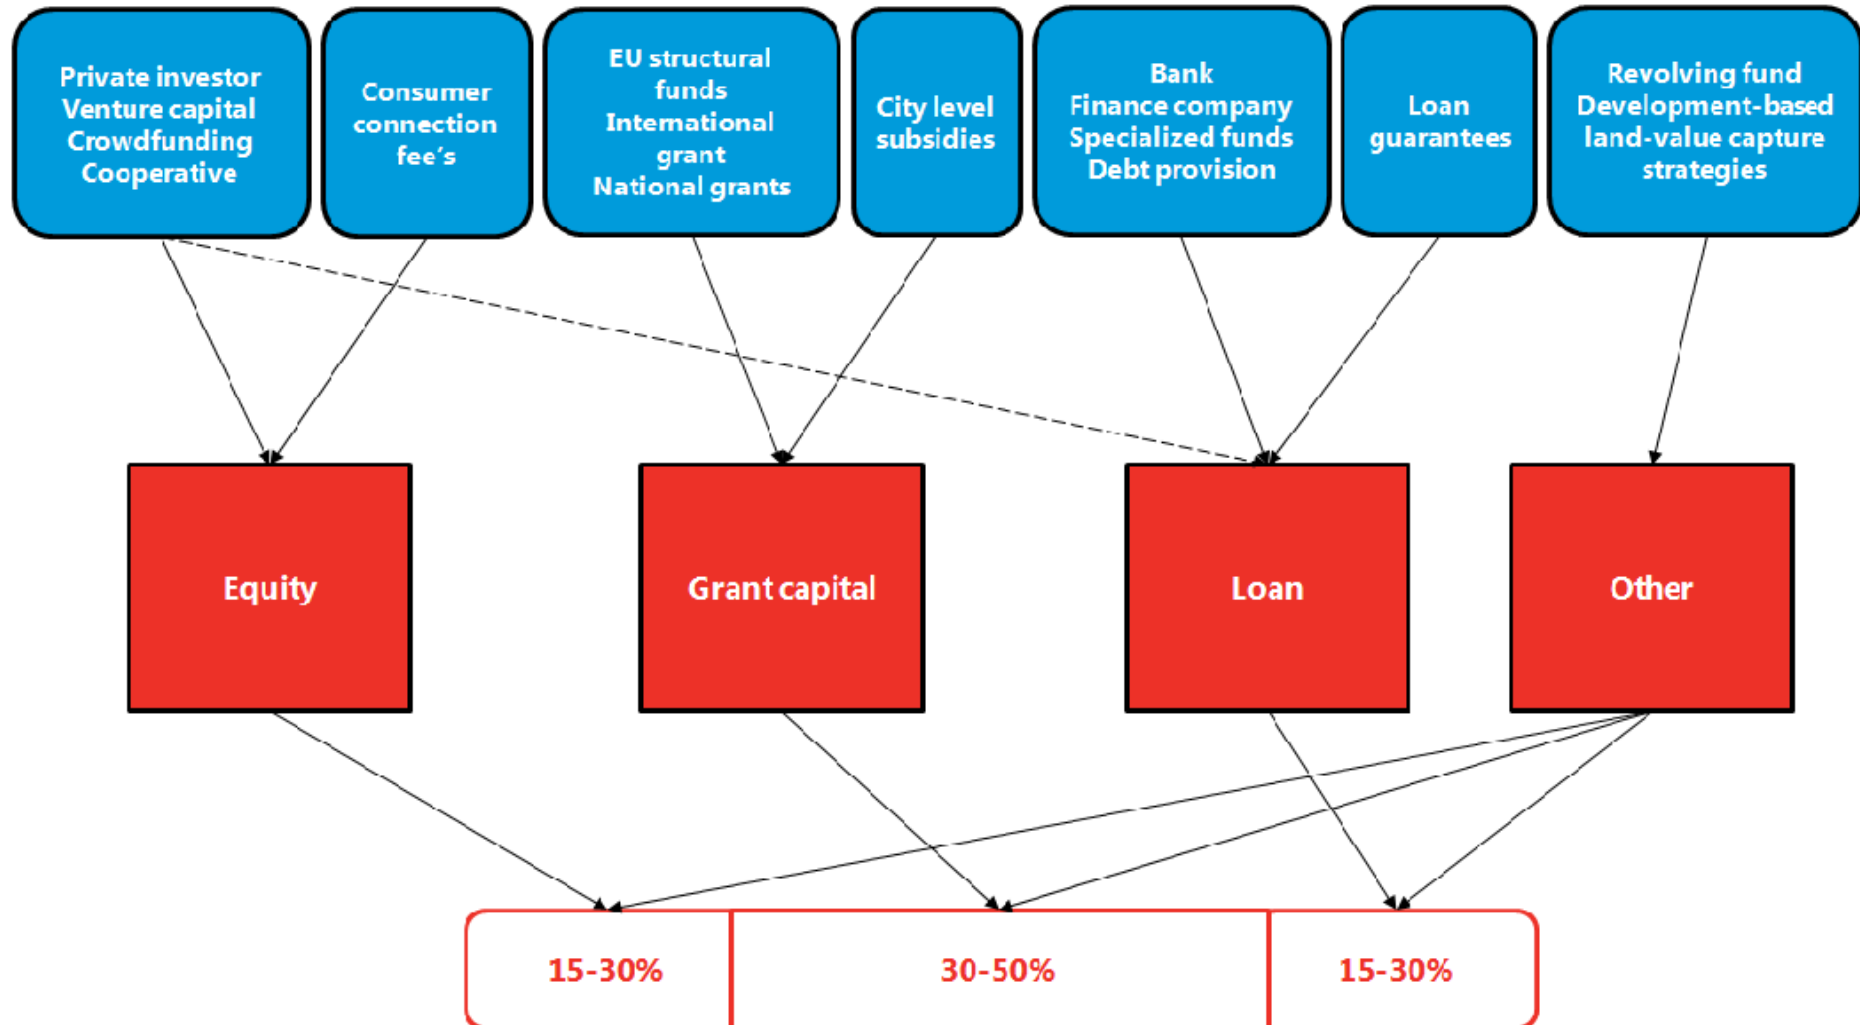 Private investor
Venture capital
Crowdfunding
Cooperative
Consumer
connection
fee's
EU structural
funds
International
grant
National grants
City level
subsidies
Bank
Finance company
Specialized funds
Debt provision
Loan
guarantees
Revolving fund
Development-based
land-value capture
strategies
Equity
Grant capital
Loan
Other
15-30%
30-50%
15-30%